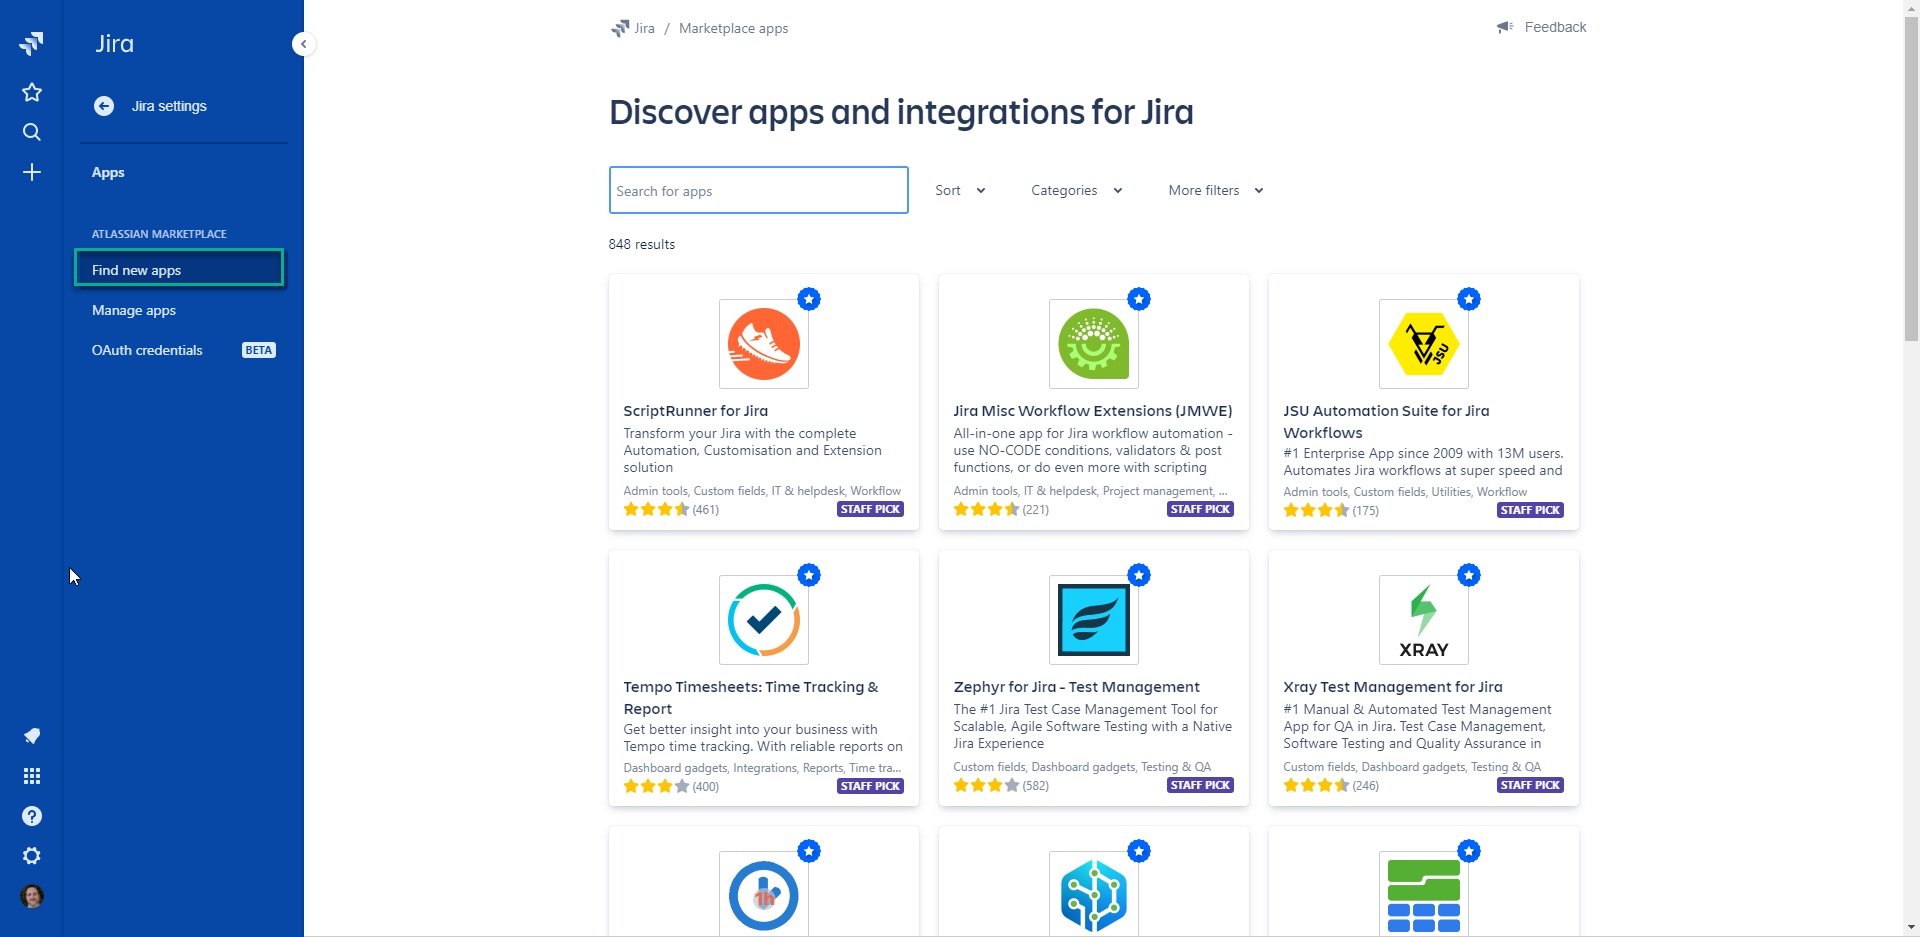 Jira
Jira settings
Apps
ATLASSIAN MARKETPLACE
Find new apps
Manage apps
OAuth credentials BETA
Jira / Marketplace apps
Feedback
Discover apps and integrations for Jira
Search for apps
Sort
Categories
More filters
848 results
ScriptRunner for Jira
Transform your Jira with the complete
Automation, Customisation and Extension
solution
Admin tools, Custom fields, IT & helpdesk, Workflow
(461) STAFF PICK
Jira Misc Workflow Extensions (JMWE)
All-in-one app for Jira workflow automation -
use NO-CODE conditions, validators & post
functions, or do even more with scripting
Admin tools, IT & helpdesk, Project management, ...
(221) STAFF PICK
JSU
JSU Automation Suite for Jira
Workflows
#1 Enterprise App since 2009 with 13M users.
Automates Jira workflows at super speed and
Admin tools, Custom fields, Utilities, Workflow
(175) STAFF PICK
Tempo Timesheets: Time Tracking &
Report
Get better insight into your business with
Tempo time tracking. With reliable reports on
Dashboard gadgets, Integrations, Reports, Time tra...
(400) STAFF PICK
Zephyr for Jira - Test Management
The #1 Jira Test Case Management Tool for
Scalable, Agile Software Testing with a Native
Jira Experience
Custom fields, Dashboard gadgets, Testing & QA
(582) STAFF PICK
XRAY
Xray Test Management for Jira
#1 Manual & Automated Test Management
App for QA in Jira. Test Case Management,
Software Testing and Quality Assurance in
Custom fields, Dashboard gadgets, Testing & QA
(246) STAFF PICK
1h